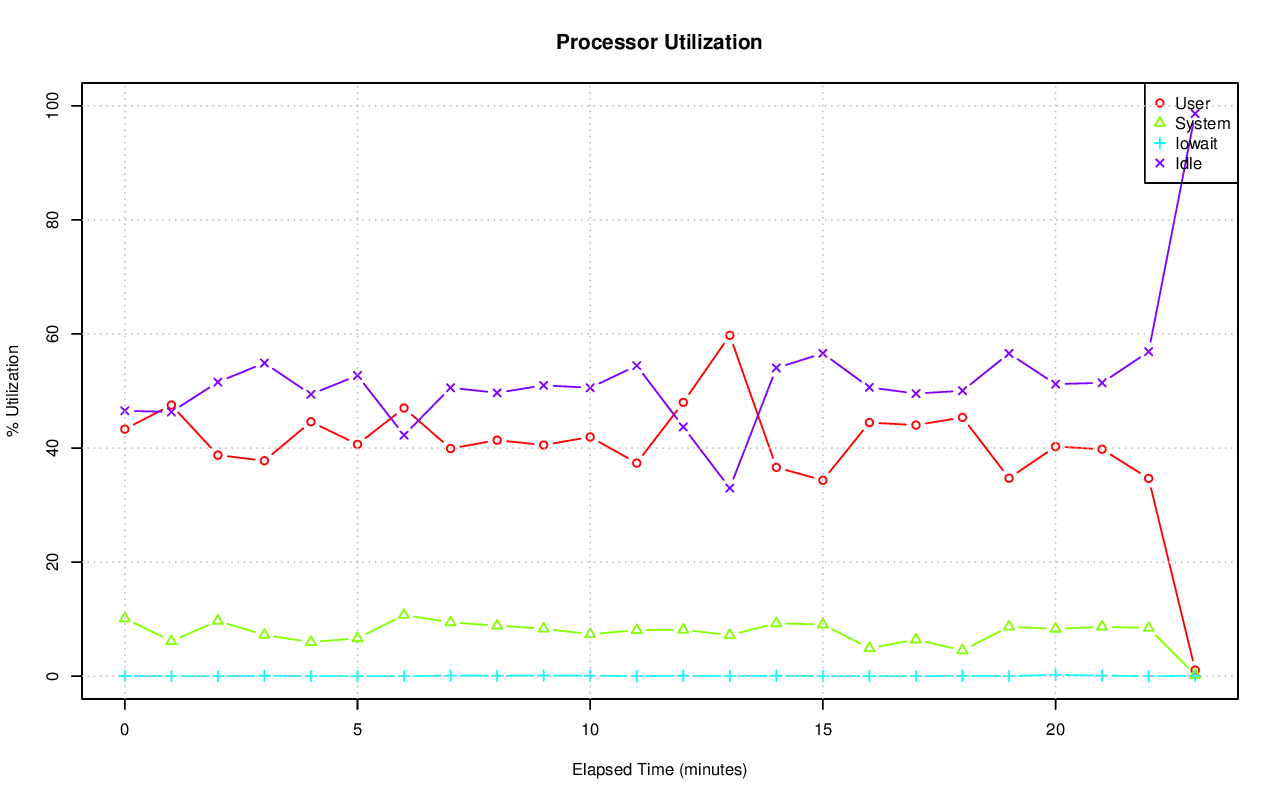 Processor Utilization
User
System
Iowait
Idle
% Utilization
100
80
60
40
20
0
0 5 10 15 20
Elapsed Time (minutes)